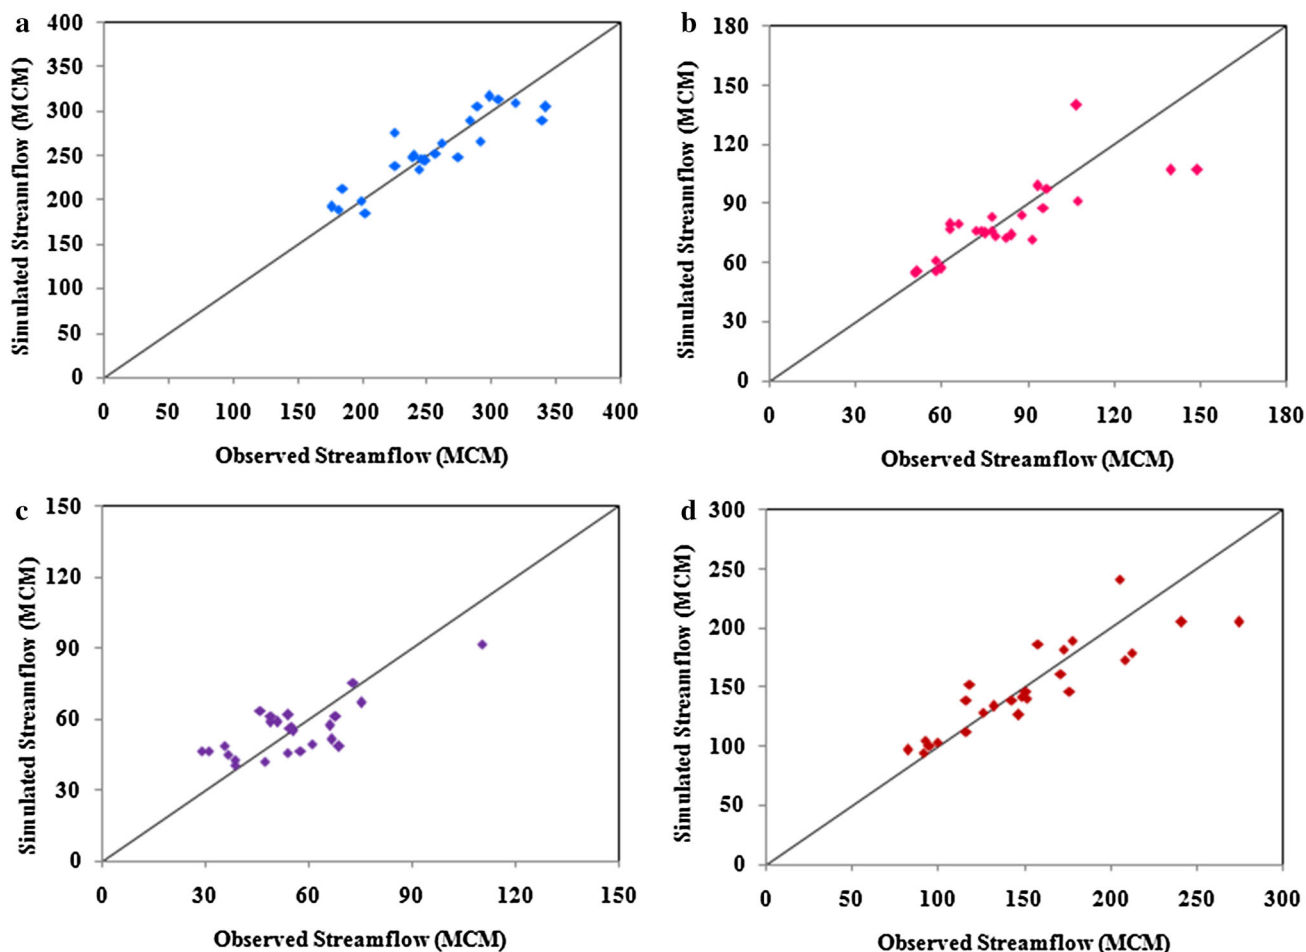 a
400
350
300
250
200
150
100
50
0
Simulated Streamflow (MCM)
0 50 100 150 200 250 300 350 400
Observed Streamflow (MCM)
b
180
150
120
90
60
30
0
Simulated Streamflow (MCM)
0 30 60 90 120 150 180
Observed Streamflow (MCM)
c
150
120
90
60
30
0
Simulated Streamflow (MCM)
0 30 60 90 120 150
Observed Streamflow (MCM)
d
300
250
200
150
100
50
0
Simulated Streamflow (MCM)
0 50 100 150 200 250 300
Observed Streamflow (MCM)